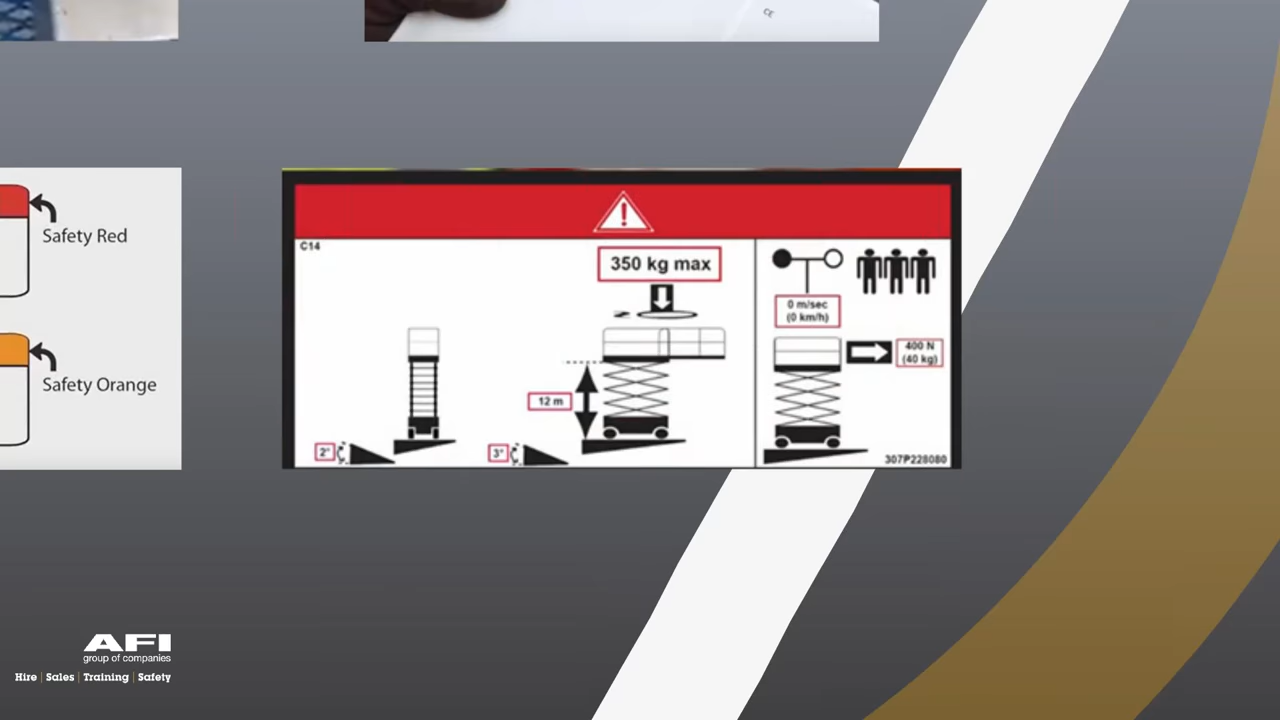 CE
Safety Red
Safety Orange
C14
350 kg max
12 m
2°
3°
0 m/sec
(0 km/h)
400 N
(40 kg)
307P228080
AFI
group of companies
Hire | Sales | Training | Safety